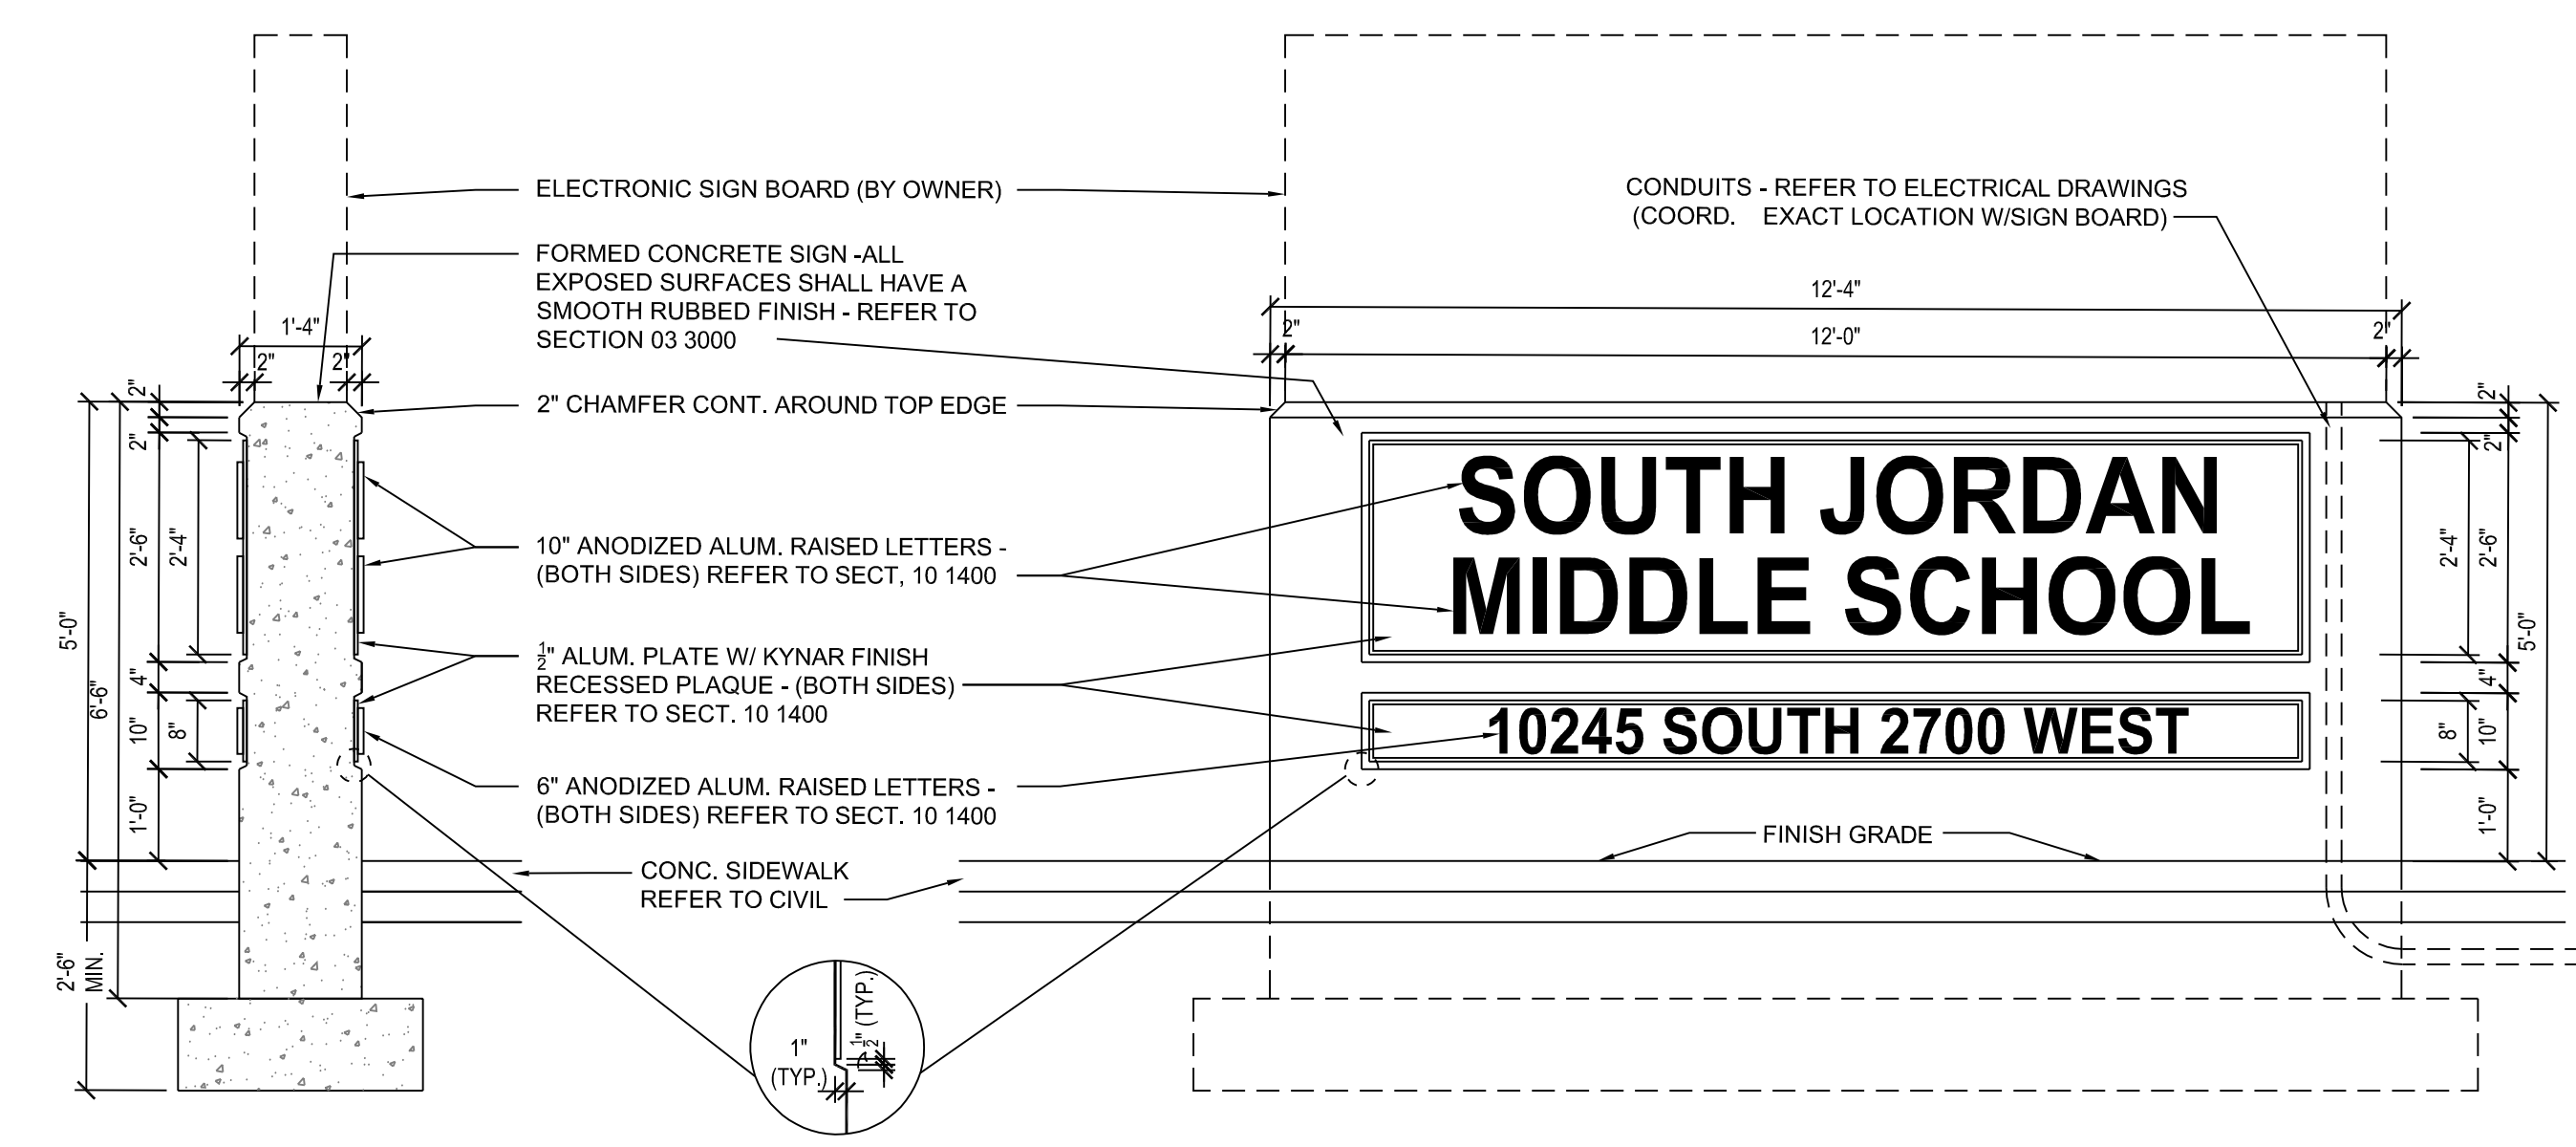 ELECTRONIC SIGN BOARD (BY OWNER)
FORMED CONCRETE SIGN -ALL
EXPOSED SURFACES SHALL HAVE A
SMOOTH RUBBED FINISH - REFER TO
SECTION 03 3000
2" CHAMFER CONT. AROUND TOP EDGE
10" ANODIZED ALUM. RAISED LETTERS -
(BOTH SIDES) REFER TO SECT, 10 1400
½" ALUM. PLATE W/ KYNAR FINISH
RECESSED PLAQUE - (BOTH SIDES)
REFER TO SECT. 10 1400
6" ANODIZED ALUM. RAISED LETTERS -
(BOTH SIDES) REFER TO SECT. 10 1400
CONC. SIDEWALK
REFER TO CIVIL
1'-4"
2"
2"
2"
2"
2'-6"
2'-4"
4"
10"
8"
1'-0"
5'-0"
6'-6"
2'-6"
MIN.
1"
(TYP.)
½" (TYP.)
CONDUITS - REFER TO ELECTRICAL DRAWINGS
(COORD. EXACT LOCATION W/SIGN BOARD)
12'-4"
2"
12'-0"
2"
SOUTH JORDAN
MIDDLE SCHOOL
10245 SOUTH 2700 WEST
FINISH GRADE
2"
2"
2'-4"
2'-6"
5'-0"
4"
8"
10"
1'-0"